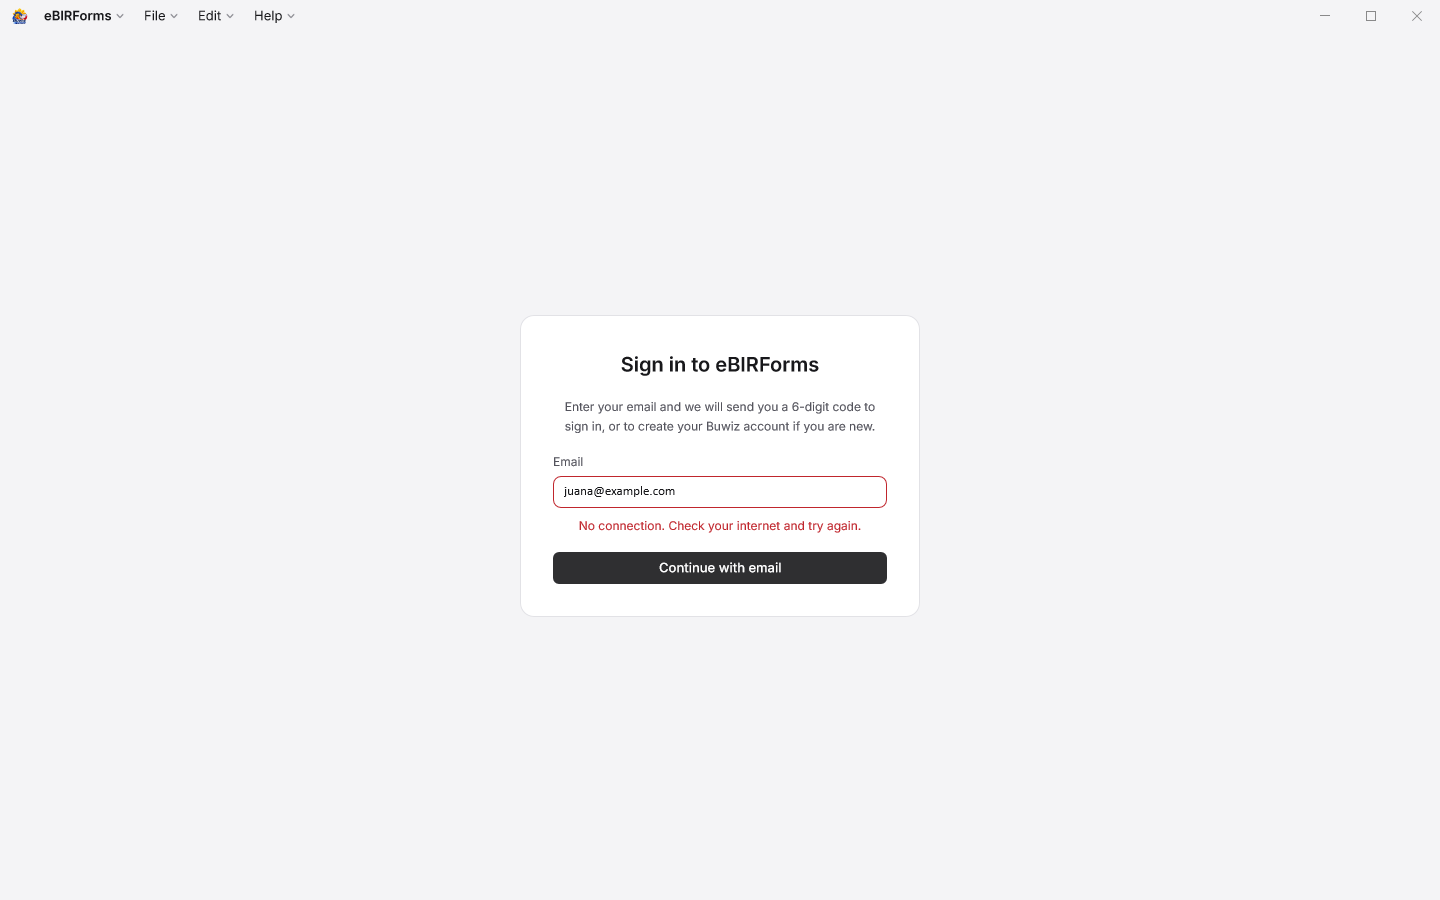 eBIRForms File Edit Help
Sign in to eBIRForms
Enter your email and we will send you a 6-digit code to
sign in, or to create your Buwiz account if you are new.
Email
juana@example.com
No connection. Check your internet and try again.
Continue with email